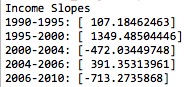 Income Slopes
1990-1995: [ 107.18462463]
1995-2000: [ 1349.48504446]
2000-2004: [-472.03449748]
2004-2006: [ 391.35313961]
2006-2010: [-713.2735868]